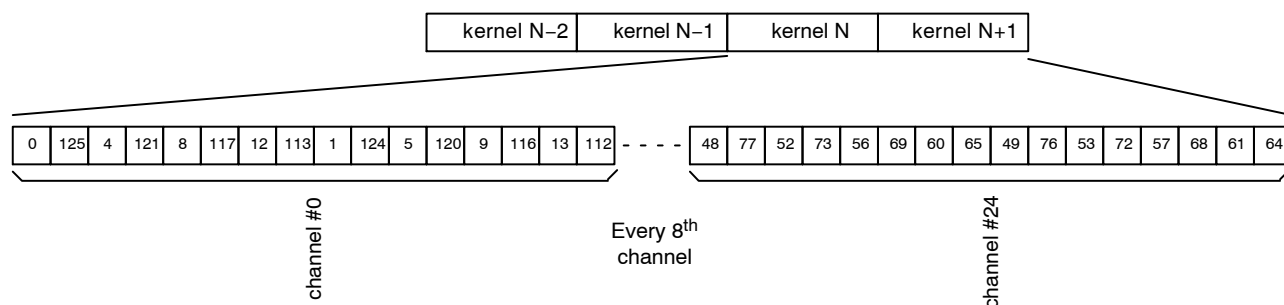 kernel N−2 kernel N−1 kernel N kernel N+1
0 125 4 121 8 117 12 113 1 124 5 120 9 116 13 112 - - - - - 48 77 52 73 56 69 60 65 49 76 53 72 57 68 61 64
channel #0
Every 8th
channel
channel #24